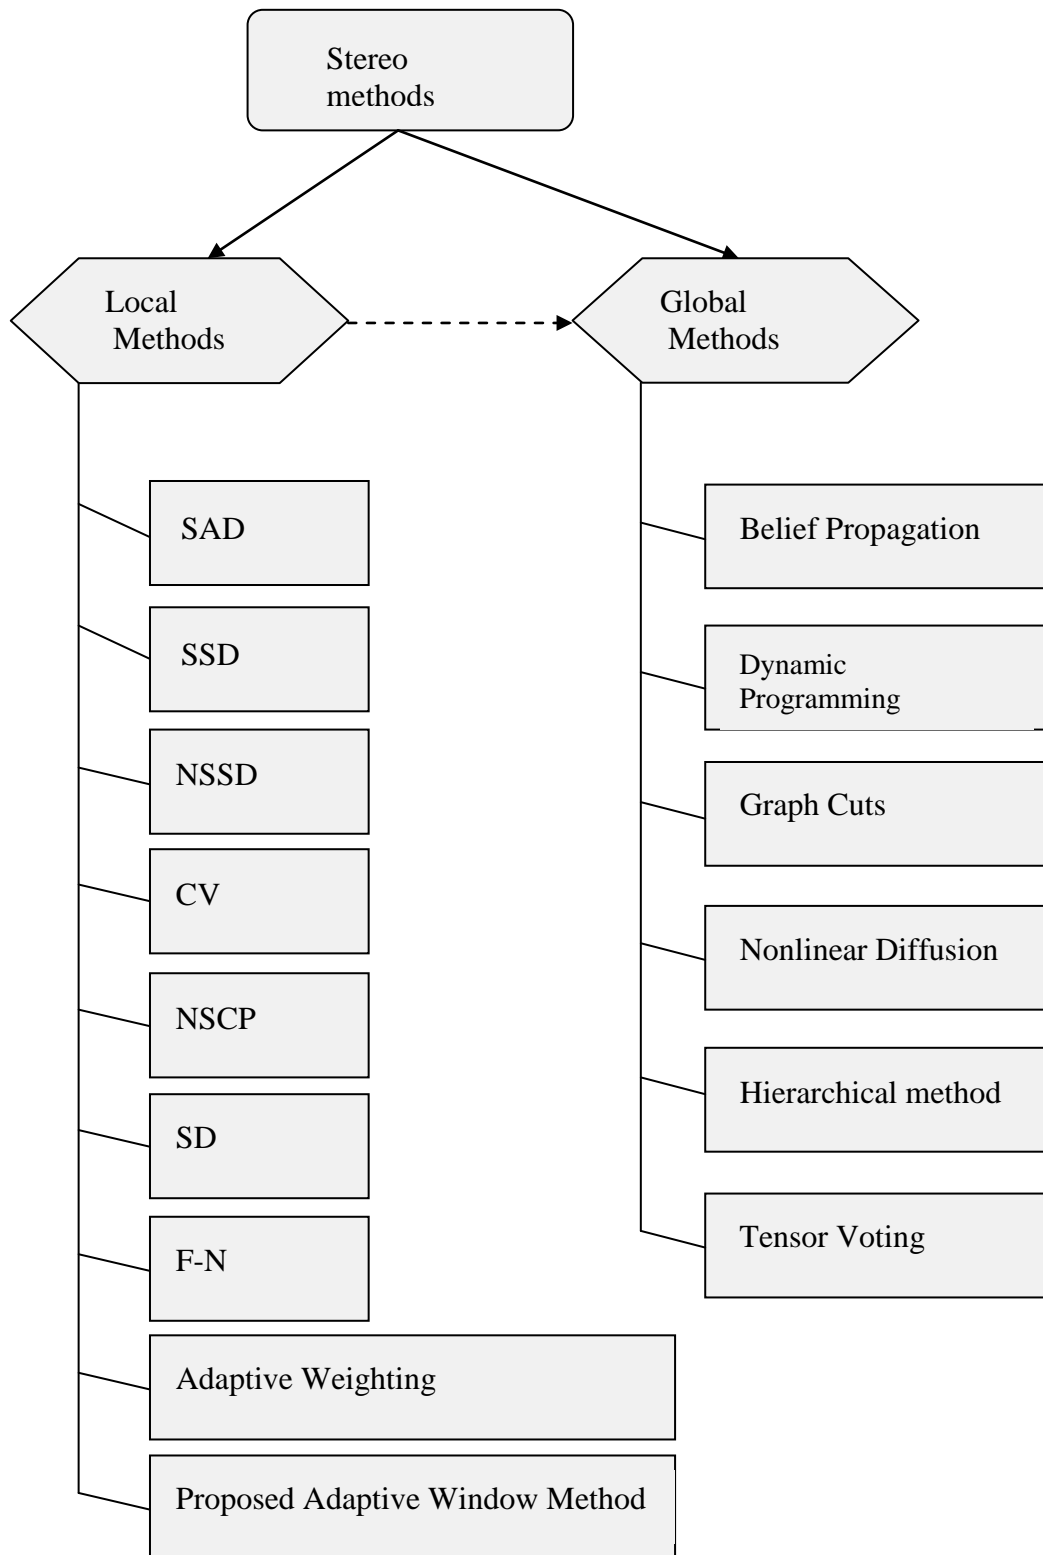 Stereo
methods
Local
Methods
Global
Methods
SAD
SSD
NSSD
CV
NSCP
SD
F-N
Adaptive Weighting
Proposed Adaptive Window Method
Belief Propagation
Dynamic
Programming
Graph Cuts
Nonlinear Diffusion
Hierarchical method
Tensor Voting